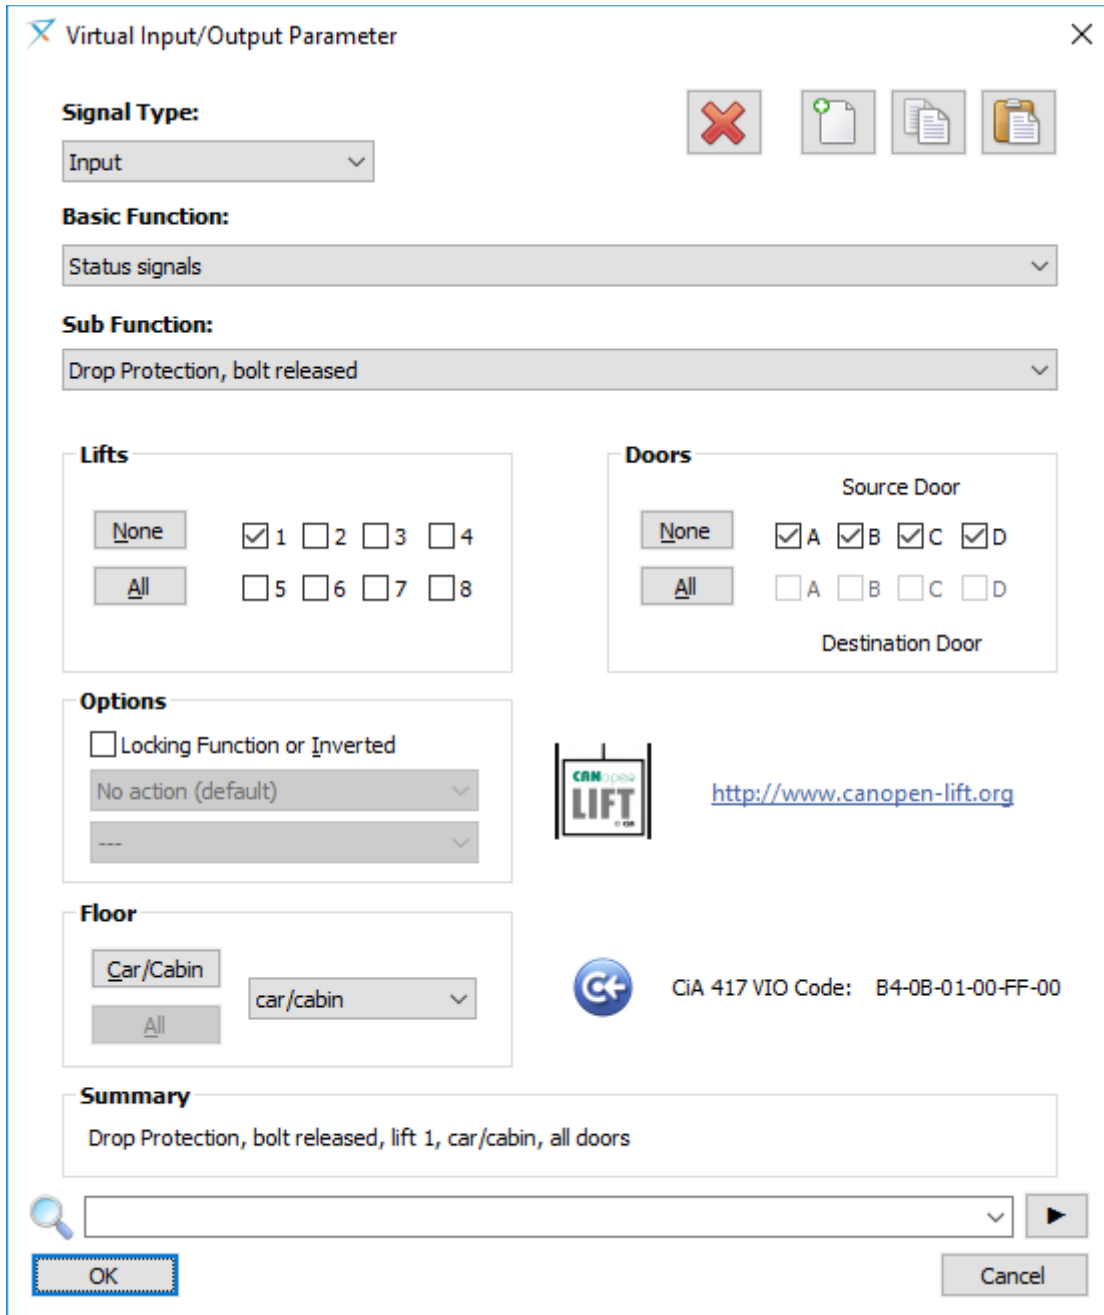 Virtual Input/Output Parameter
Signal Type:
Input
Basic Function:
Status signals
Sub Function:
Drop Protection, bolt released
Lifts
None
1 2 3 4
All
5 6 7 8
Doors
Source Door
None
A B C D
All
A B C D
Destination Door
Options
Locking Function or Inverted
No action (default)
---
CANopen
LIFT
© CiA
http://www.canopen-lift.org
Floor
Car/Cabin
car/cabin
All
CiA 417 VIO Code: B4-0B-01-00-FF-00
Summary
Drop Protection, bolt released, lift 1, car/cabin, all doors
OK
Cancel